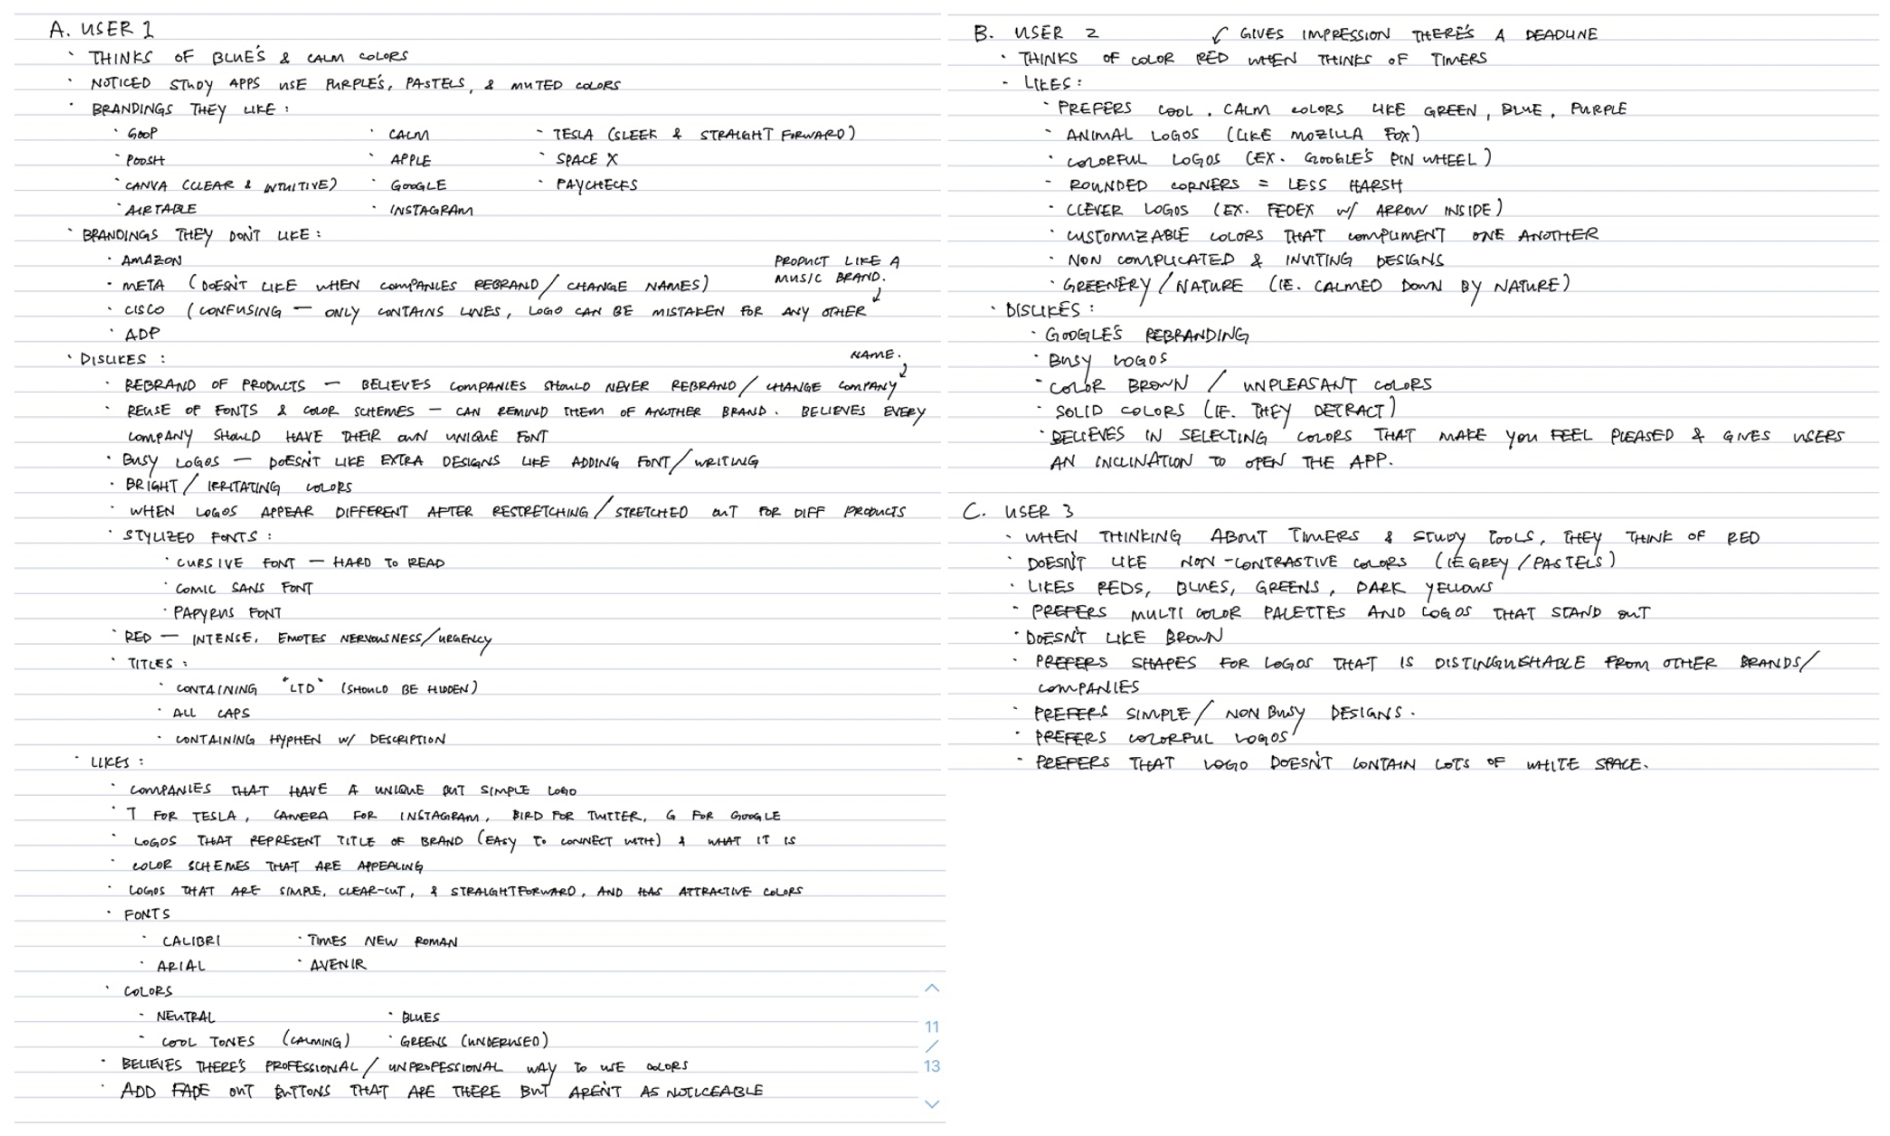 A. USER 1
· THINKS OF BLUE'S & CALM COLORS
· NOTICED STUDY APPS USE PURPLE'S, PASTELS, & MUTED COLORS
· BRANDINGS THEY LIKE :
· GOOP · CALM · TESLA (SLEEK & STRAIGHT FORWARD)
· POOSH · APPLE · SPACE X
· CANVA (CLEAR & INTUITIVE) · GOOGLE · PAYCHECKS
· AIRTABLE · INSTAGRAM
· BRANDINGS THEY DON'T LIKE :
· AMAZON
· META (DOESN'T LIKE WHEN COMPANIES REBRAND/ CHANGE NAMES)
· CISCO (CONFUSING — ONLY CONTAINS LINES, LOGO CAN BE MISTAKEN FOR ANY OTHER
PRODUCT LIKE A
MUSIC BRAND.
· ADP
· DISLIKES :
· REBRAND OF PRODUCTS — BELIEVES COMPANIES SHOULD NEVER REBRAND/ CHANGE COMPANY
NAME.
· REUSE OF FONTS & COLOR SCHEMES — CAN REMIND THEM OF ANOTHER BRAND. BELIEVES EVERY
COMPANY SHOULD HAVE THEIR OWN UNIQUE FONT
· BUSY LOGOS — DOESN'T LIKE EXTRA DESIGNS LIKE ADDING FONT/ WRITING
· BRIGHT/ IRRITATING COLORS
· WHEN LOGOS APPEAR DIFFERENT AFTER RESTRETCHING/ STRETCHED OUT FOR DIFF PRODUCTS
· STYLIZED FONTS :
· CURSIVE FONT — HARD TO READ
· COMIC SANS FONT
· PAPYRUS FONT
· RED — INTENSE, EMOTES NERVOUSNESS/URGENCY
· TITLES :
· CONTAINING "LTD" (SHOULD BE HIDDEN)
· ALL CAPS
· CONTAINING HYPHEN W/ DESCRIPTION
· LIKES :
· COMPANIES THAT HAVE A UNIQUE BUT SIMPLE LOGO
· T FOR TESLA, CAMERA FOR INSTAGRAM, BIRD FOR TWITTER, G FOR GOOGLE
· LOGOS THAT REPRESENT TITLE OF BRAND (EASY TO CONNECT WITH) & WHAT IT IS
· COLOR SCHEMES THAT ARE APPEALING
· LOGOS THAT ARE SIMPLE, CLEAR-CUT, & STRAIGHTFORWARD, AND HAS ATTRACTIVE COLORS
· FONTS
· CALIBRI · TIMES NEW ROMAN
· ARIAL · AVENIR
· COLORS
· NEUTRAL · BLUES
· COOL TONES (CALMING) · GREENS (UNDERUSED)
· BELIEVES THERE'S PROFESSIONAL/ UNPROFESSIONAL WAY TO USE COLORS
· ADD FADE OUT BUTTONS THAT ARE THERE BUT AREN'T AS NOTICEABLE
11
/
13
B. USER 2
GIVES IMPRESSION THERE'S A DEADLINE
· THINKS OF COLOR RED WHEN THINKS OF TIMERS
· LIKES :
· PREFERS COOL, CALM COLORS LIKE GREEN, BLUE, PURPLE
· ANIMAL LOGOS (LIKE MOZILLA FOX)
· COLORFUL LOGOS (EX. GOOGLE'S PIN WHEEL)
· ROUNDED CORNERS = LESS HARSH
· CLEVER LOGOS (EX. FEDEX W/ ARROW INSIDE)
· CUSTOMIZABLE COLORS THAT COMPLIMENT ONE ANOTHER
· NON COMPLICATED & INVITING DESIGNS
· GREENERY/ NATURE (IE. CALMED DOWN BY NATURE)
· DISLIKES :
· GOOGLE'S REBRANDING
· BUSY LOGOS
· COLOR BROWN / UNPLEASANT COLORS
· SOLID COLORS (IE. THEY DETRACT)
· BELIEVES IN SELECTING COLORS THAT MAKE YOU FEEL PLEASED & GIVES USERS
AN INCLINATION TO OPEN THE APP.
C. USER 3
· WHEN THINKING ABOUT TIMERS & STUDY TOOLS, THEY THINK OF RED
· DOESN'T LIKE NON-CONTRASTIVE COLORS (IE GREY/PASTELS)
· LIKES REDS, BLUES, GREENS, DARK YELLOWS
· PREFERS MULTI COLOR PALETTES AND LOGOS THAT STAND OUT
· DOESN'T LIKE BROWN
· PREFERS SHAPES FOR LOGOS THAT IS DISTINGUISHABLE FROM OTHER BRANDS/
COMPANIES
· PREFERS SIMPLE/ NON BUSY DESIGNS.
· PREFERS COLORFUL LOGOS
· PREFERS THAT LOGO DOESN'T CONTAIN LOTS OF WHITE SPACE.